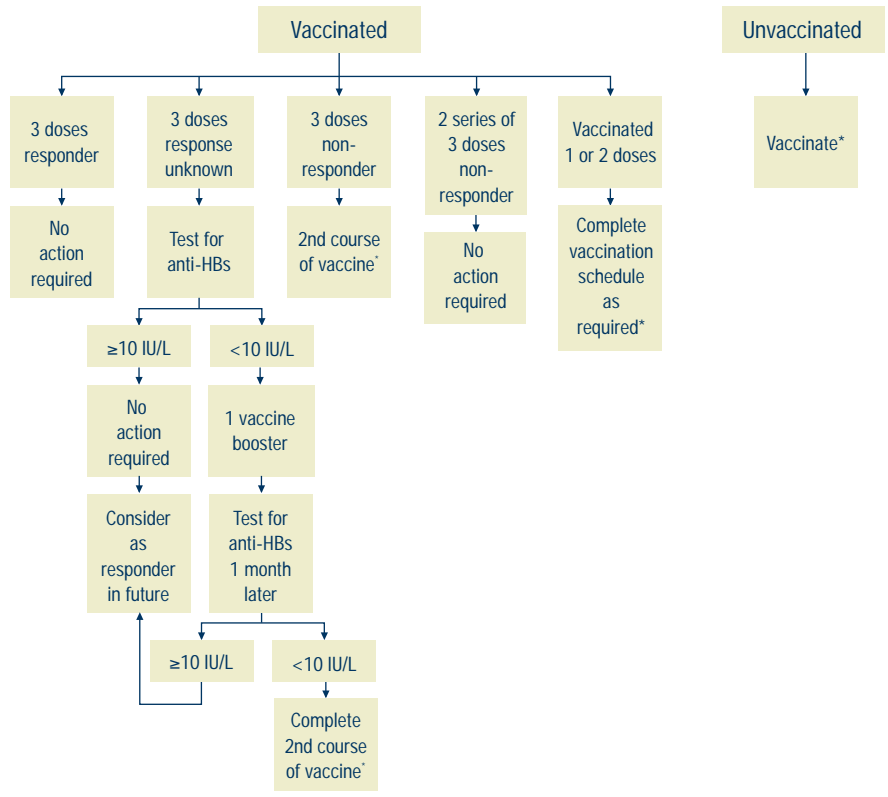 Vaccinated
Unvaccinated
3 doses
responder
3 doses
response
unknown
3 doses
non-
responder
2 series of
3 doses
non-
responder
Vaccinated
1 or 2 doses
Vaccinate*
No
action
required
Test for
anti-HBs
2nd course
of vaccine*
No
action
required
Complete
vaccination
schedule
as
required*
≥10 IU/L
<10 IU/L
No
action
required
1 vaccine
booster
Consider
as
responder
in future
Test for
anti-HBs
1 month
later
≥10 IU/L
<10 IU/L
Complete
2nd course
of vaccine*